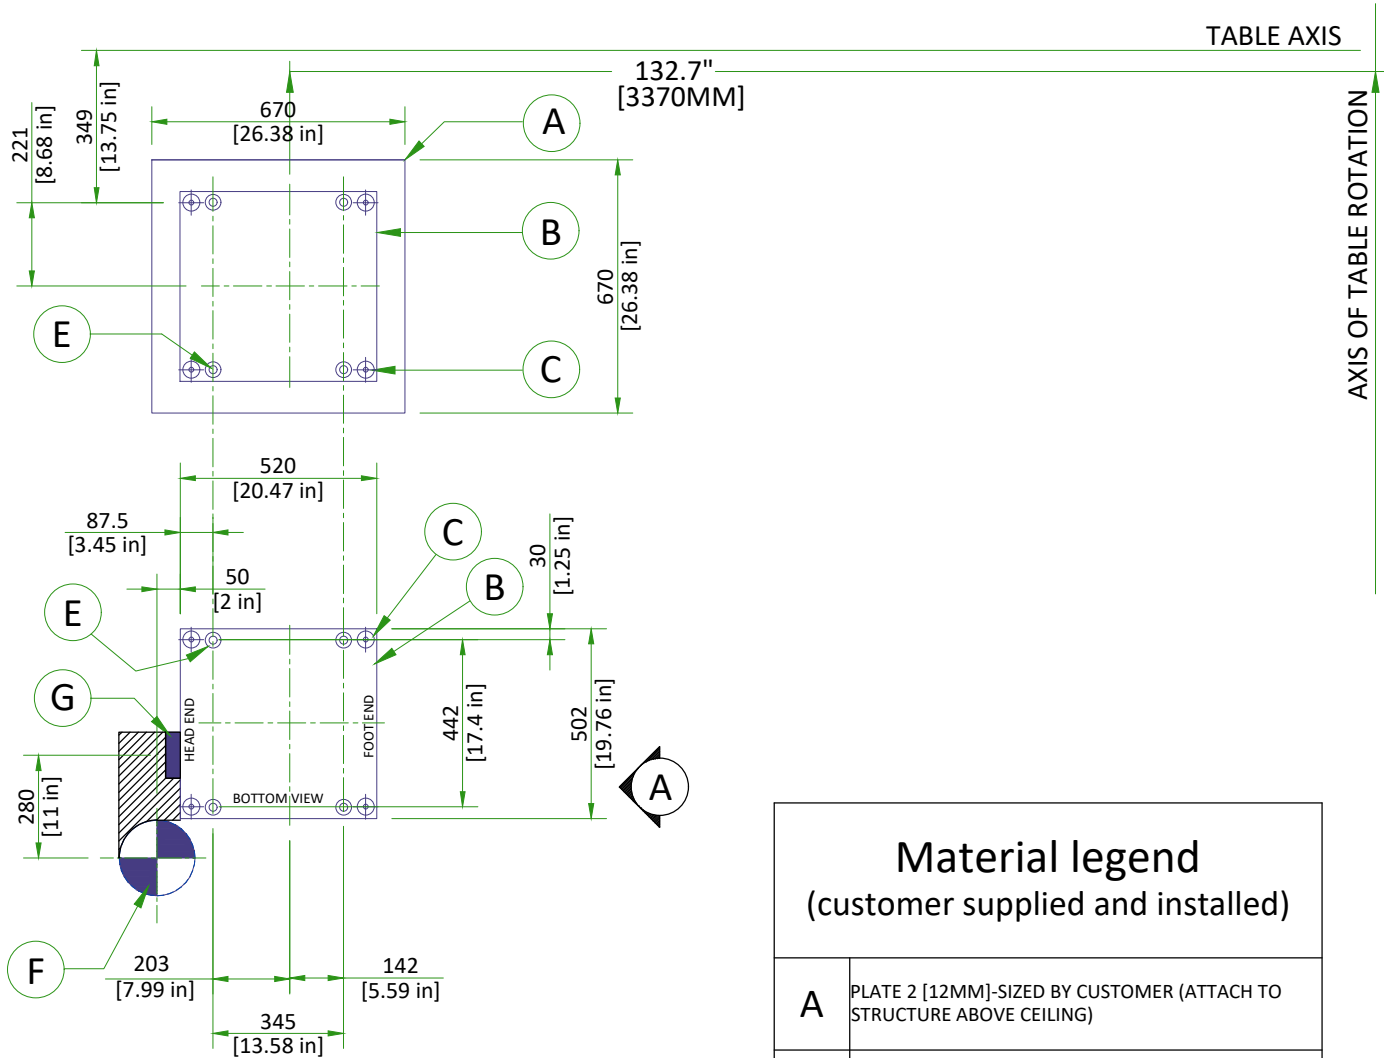 TABLE AXIS
132.7"
[3370MM]
AXIS OF TABLE ROTATION
349
[13.75 in]
221
[8.68 in]
670
[26.38 in]
A
B
670
[26.38 in]
E
C
520
[20.47 in]
87.5
[3.45 in]
C
30
[1.25 in]
50
[2 in]
B
E
G
HEAD END
FOOT END
442
[17.4 in]
502
[19.76 in]
A
280
[11 in]
BOTTOM VIEW
F
203
[7.99 in]
142
[5.59 in]
345
[13.58 in]
Material legend
(customer supplied and installed)
A
PLATE 2 [12MM]-SIZED BY CUSTOMER (ATTACH TO
STRUCTURE ABOVE CEILING)